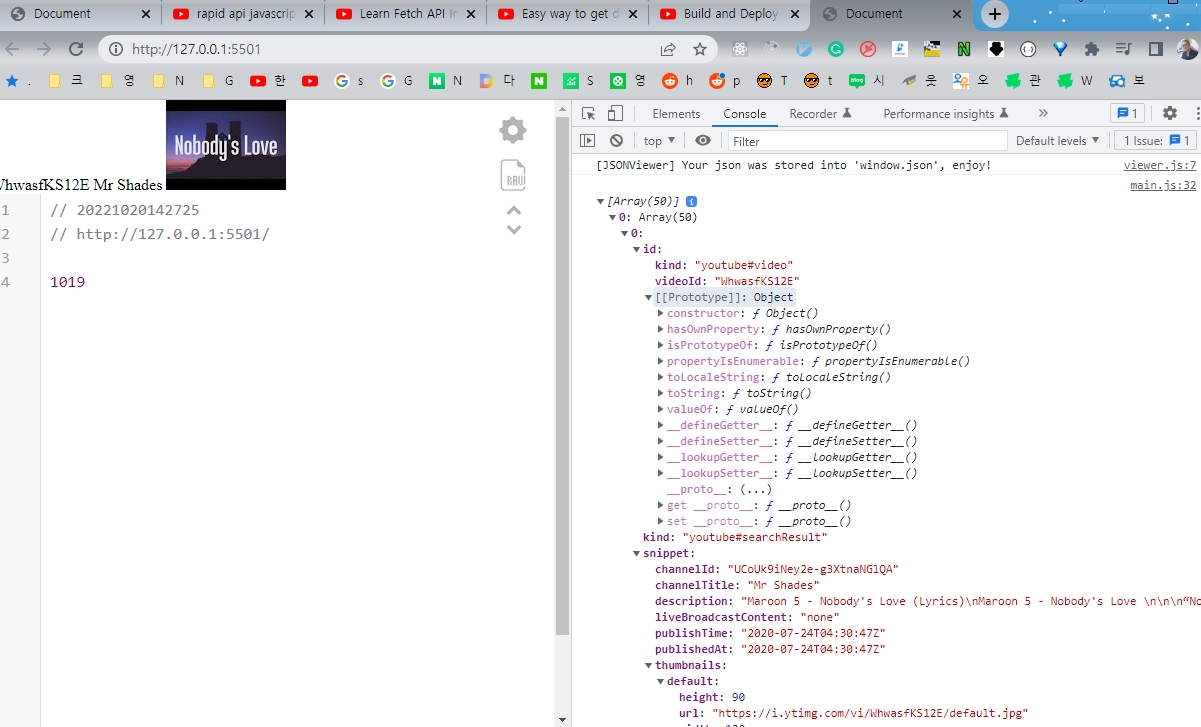 Document
rapid api javascrip
Learn Fetch API I
Easy way to get d
Build and Deploy
Document
http://127.0.0.1:5501
크 영 N G 한 G s G G N N D 다 N S 영 h p T t blog 시 웃 오 관 W 보
Elements Console Recorder Performance insights 1
top Filter Default levels 1 Issue: 1
[JSONViewer] Your json was stored into 'window.json', enjoy! viewer.js:7
main.js:32
Nobody's Love
WhwasfKS12E Mr Shades
RAW
1 // 20221020142725
2 // http://127.0.0.1:5501/
3
4 1019
[Array(50)] i
0: Array(50)
0:
id:
kind: "youtube#video"
videoId: "WhwasfKS12E"
[[Prototype]]: Object
constructor: ƒ Object()
hasOwnProperty: ƒ hasOwnProperty()
isPrototypeOf: ƒ isPrototypeOf()
propertyIsEnumerable: ƒ propertyIsEnumerable()
toLocaleString: ƒ toLocaleString()
toString: ƒ toString()
valueOf: ƒ valueOf()
__defineGetter__: ƒ __defineGetter__()
__defineSetter__: ƒ __defineSetter__()
__lookupGetter__: ƒ __lookupGetter__()
__lookupSetter__: ƒ __lookupSetter__()
__proto__: (...)
get __proto__: ƒ __proto__()
set __proto__: ƒ __proto__()
kind: "youtube#searchResult"
snippet:
channelId: "UCoUk9iNey2e-g3XtnaNGlQA"
channelTitle: "Mr Shades"
description: "Maroon 5 - Nobody's Love (Lyrics)\nMaroon 5 - Nobody's Love \n\n\n“No
liveBroadcastContent: "none"
publishTime: "2020-07-24T04:30:47Z"
publishedAt: "2020-07-24T04:30:47Z"
thumbnails:
default:
height: 90
url: "https://i.ytimg.com/vi/WhwasfKS12E/default.jpg"